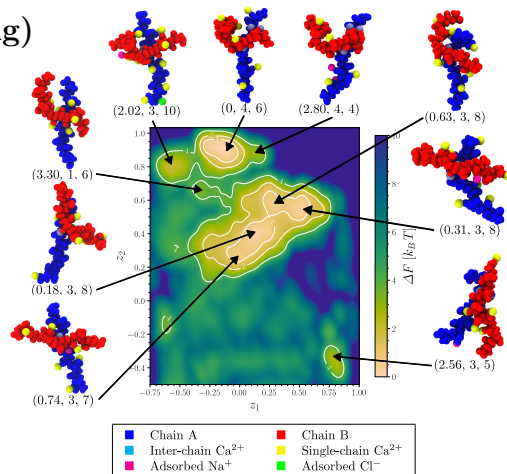 g)
(2.02, 3, 10)
(0, 4, 6)
(2.80, 4, 4)
(0.63, 3, 8)
(3.30, 1, 6)
(0.31, 3, 8)
(0.18, 3, 8)
(2.56, 3, 5)
(0.74, 3, 7)
1.0
0.8
0.6
0.4
0.2
0.0
−0.2
−0.4
z₂
−0.75 −0.50 −0.25 0.00 0.25 0.50 0.75 1.00
z₁
10
8
6
4
2
0
ΔF [k_BT]
Chain A
Chain B
Inter-chain Ca²⁺
Single-chain Ca²⁺
Adsorbed Na⁺
Adsorbed Cl⁻